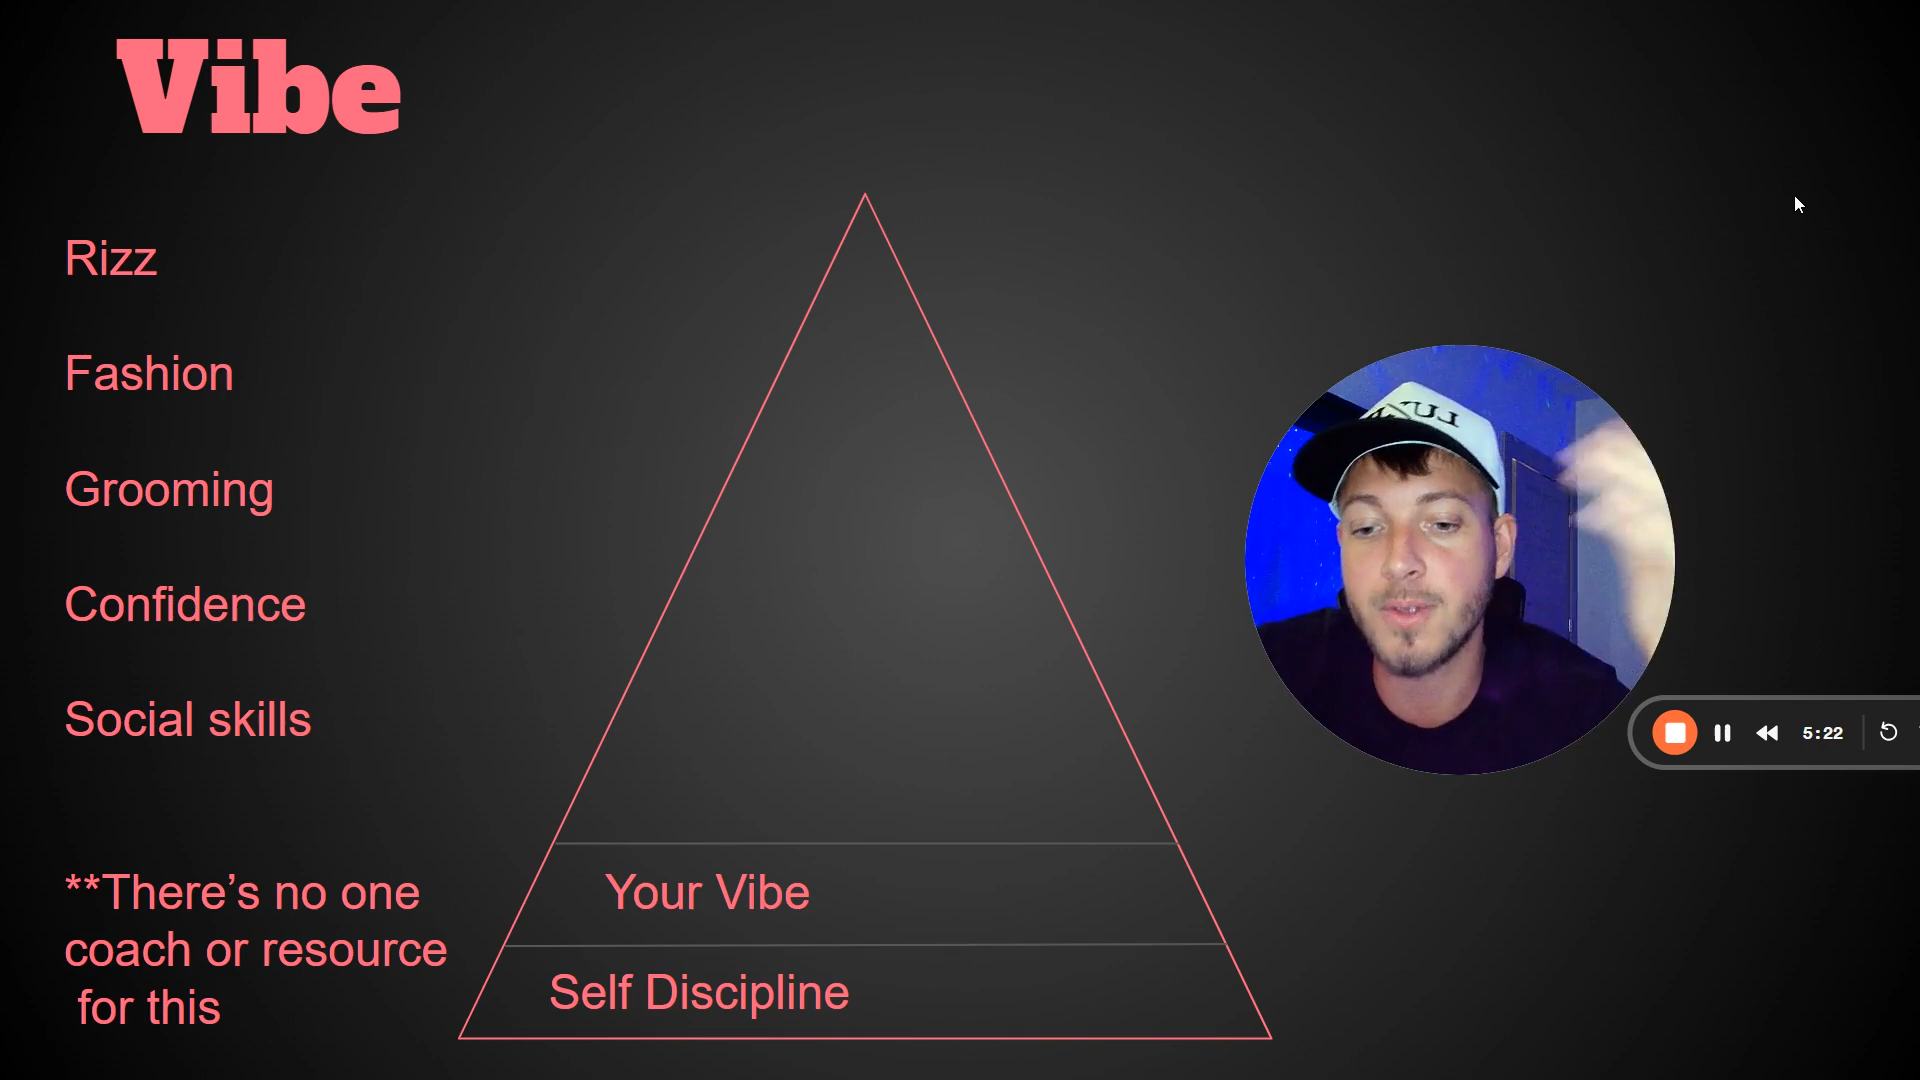 Vibe
Rizz
Fashion
Grooming
Confidence
Social skills
**There’s no one
coach or resource
for this
Your Vibe
Self Discipline
5:22